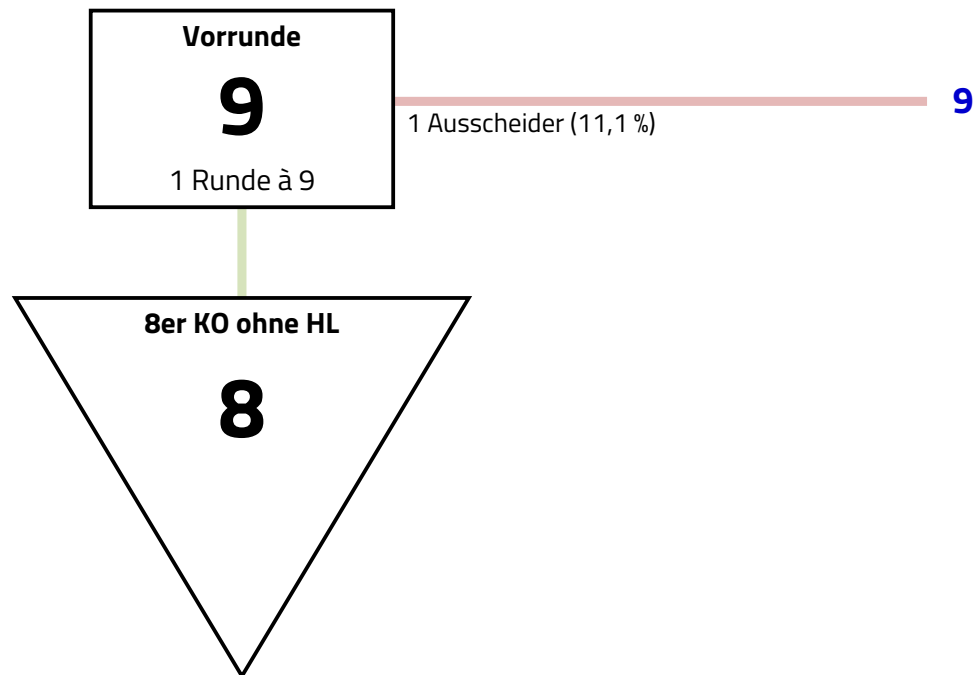 Vorrunde
9
1 Runde à 9
1 Ausscheider (11,1 %)
9
8er KO ohne HL
8